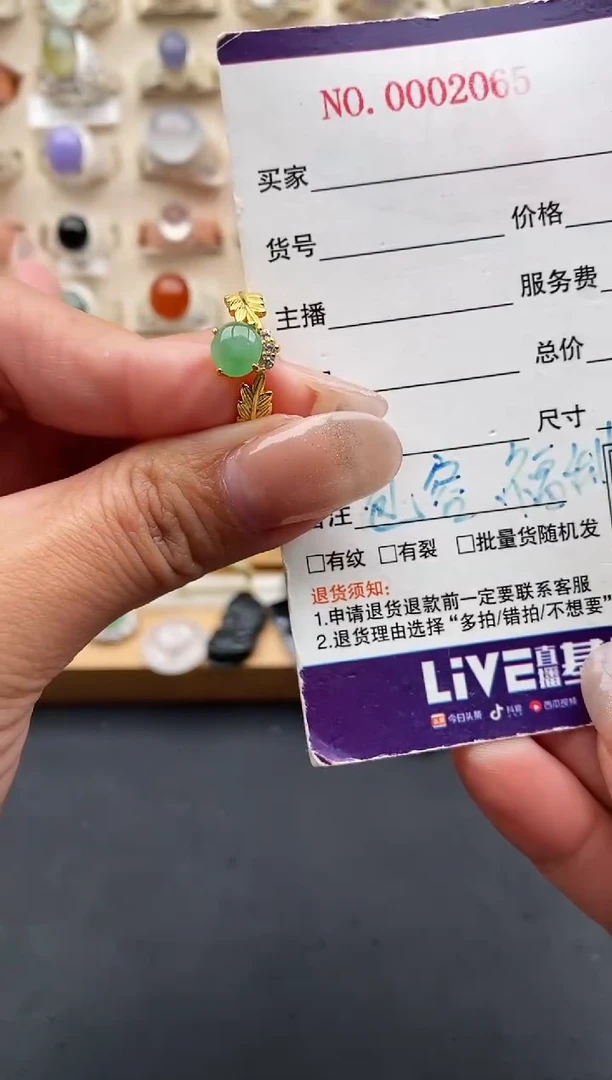 NO. 0002065
买家
价格
货号
服务费
主播
总价
尺寸
注
□有纹 □有裂 □批量货随机发
退货须知:
1.申请退货退款前一定要联系客服
2.退货理由选择“多拍/错拍/不想要”
LiVE直播基
今日头条 抖音 西瓜视频